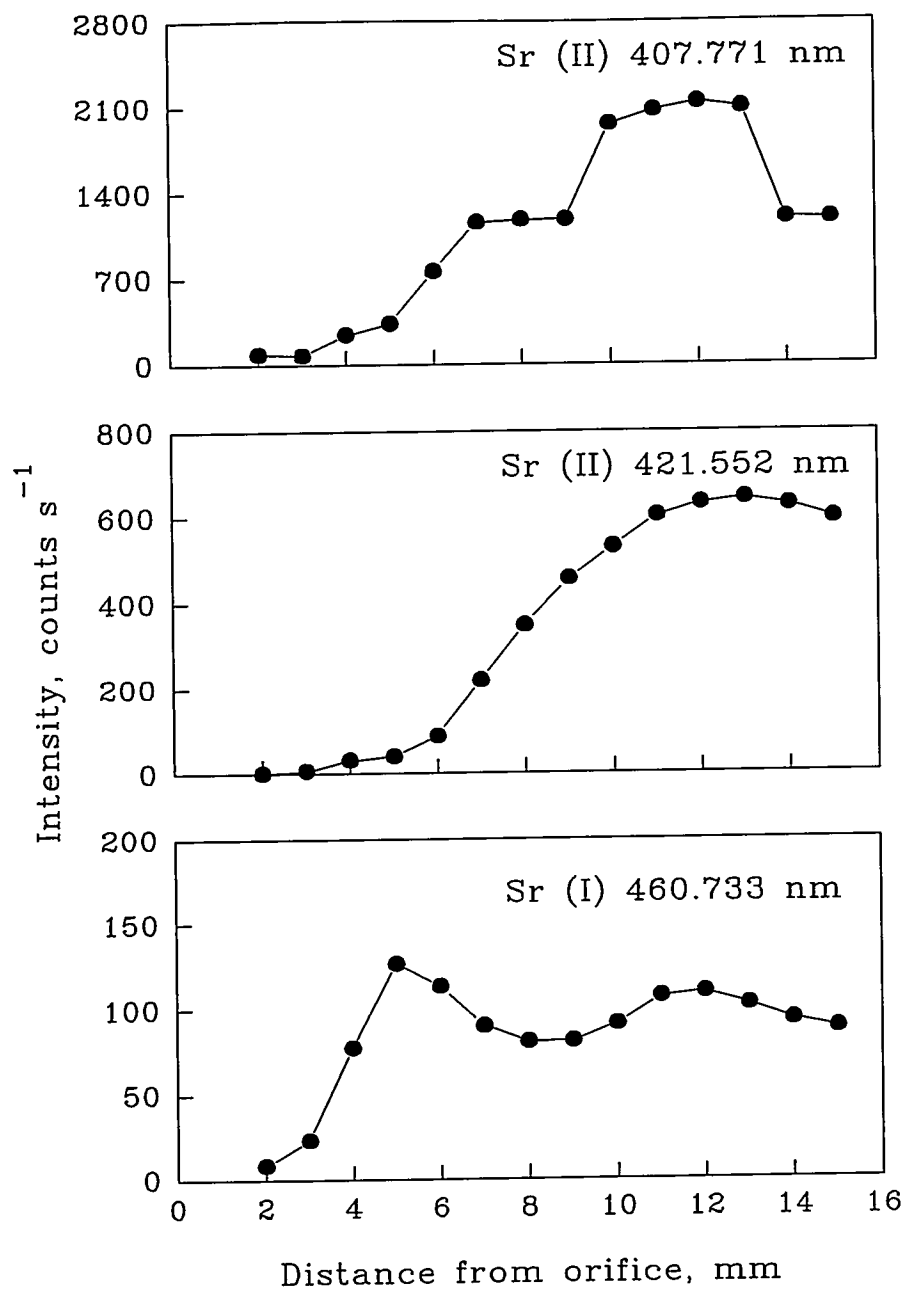 2800
2100
1400
700
0
Sr (II) 407.771 nm
800
600
400
200
0
Sr (II) 421.552 nm
Intensity, counts s⁻¹
200
150
100
50
0
Sr (I) 460.733 nm
0 2 4 6 8 10 12 14 16
Distance from orifice, mm